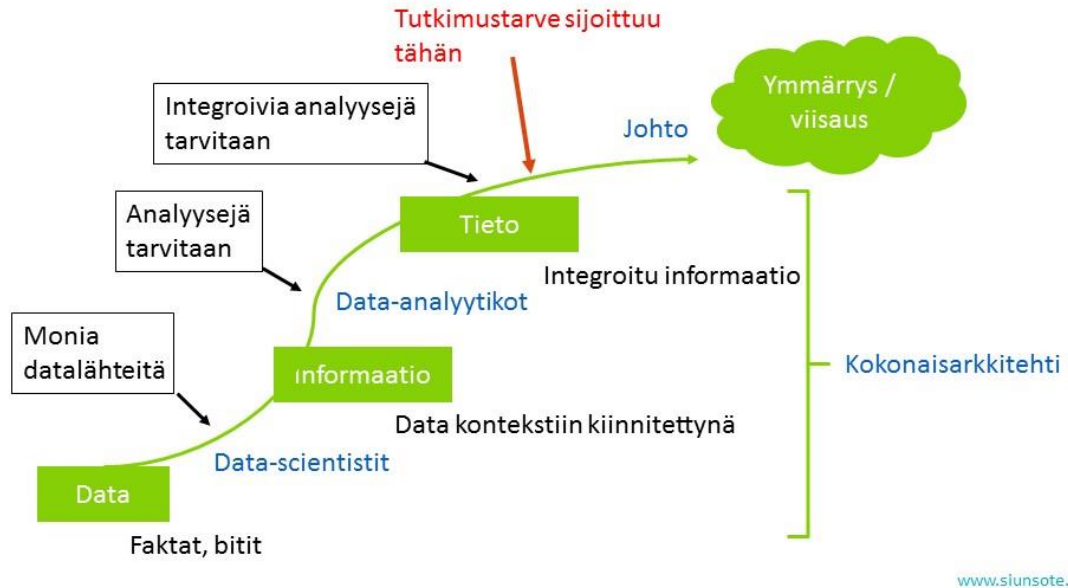 Tutkimustarve sijoittuu
tähän
Ymmärrys /
viisaus
Integroivia analyysejä
tarvitaan
Johto
Analyysejä
tarvitaan
Tieto
Integroitu informaatio
Data-analyytikot
Monia
datalähteitä
Informaatio
Kokonaisarkkitehti
Data kontekstiin kiinnitettynä
Data-scientistit
Data
Faktat, bitit
www.siunsote.